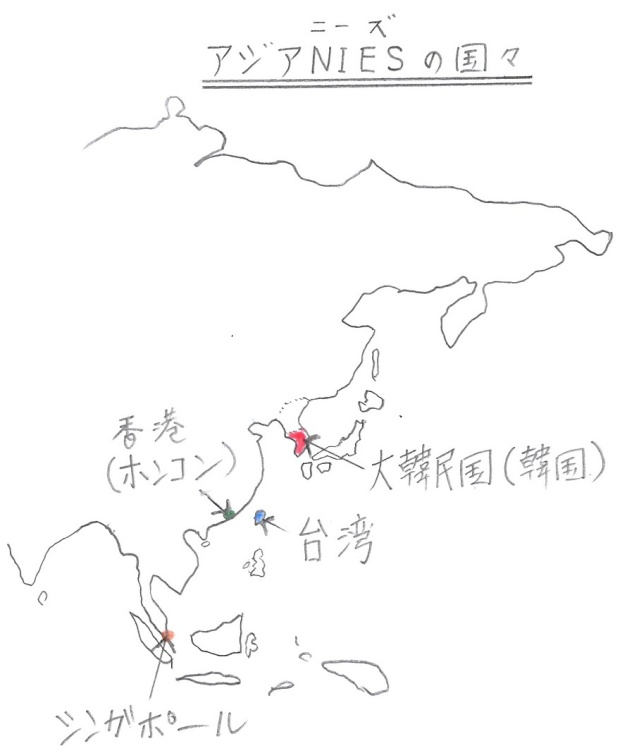 ニーズ
アジアNIESの国々
香港
(ホンコン)
大韓民国(韓国)
台湾
シンガポール